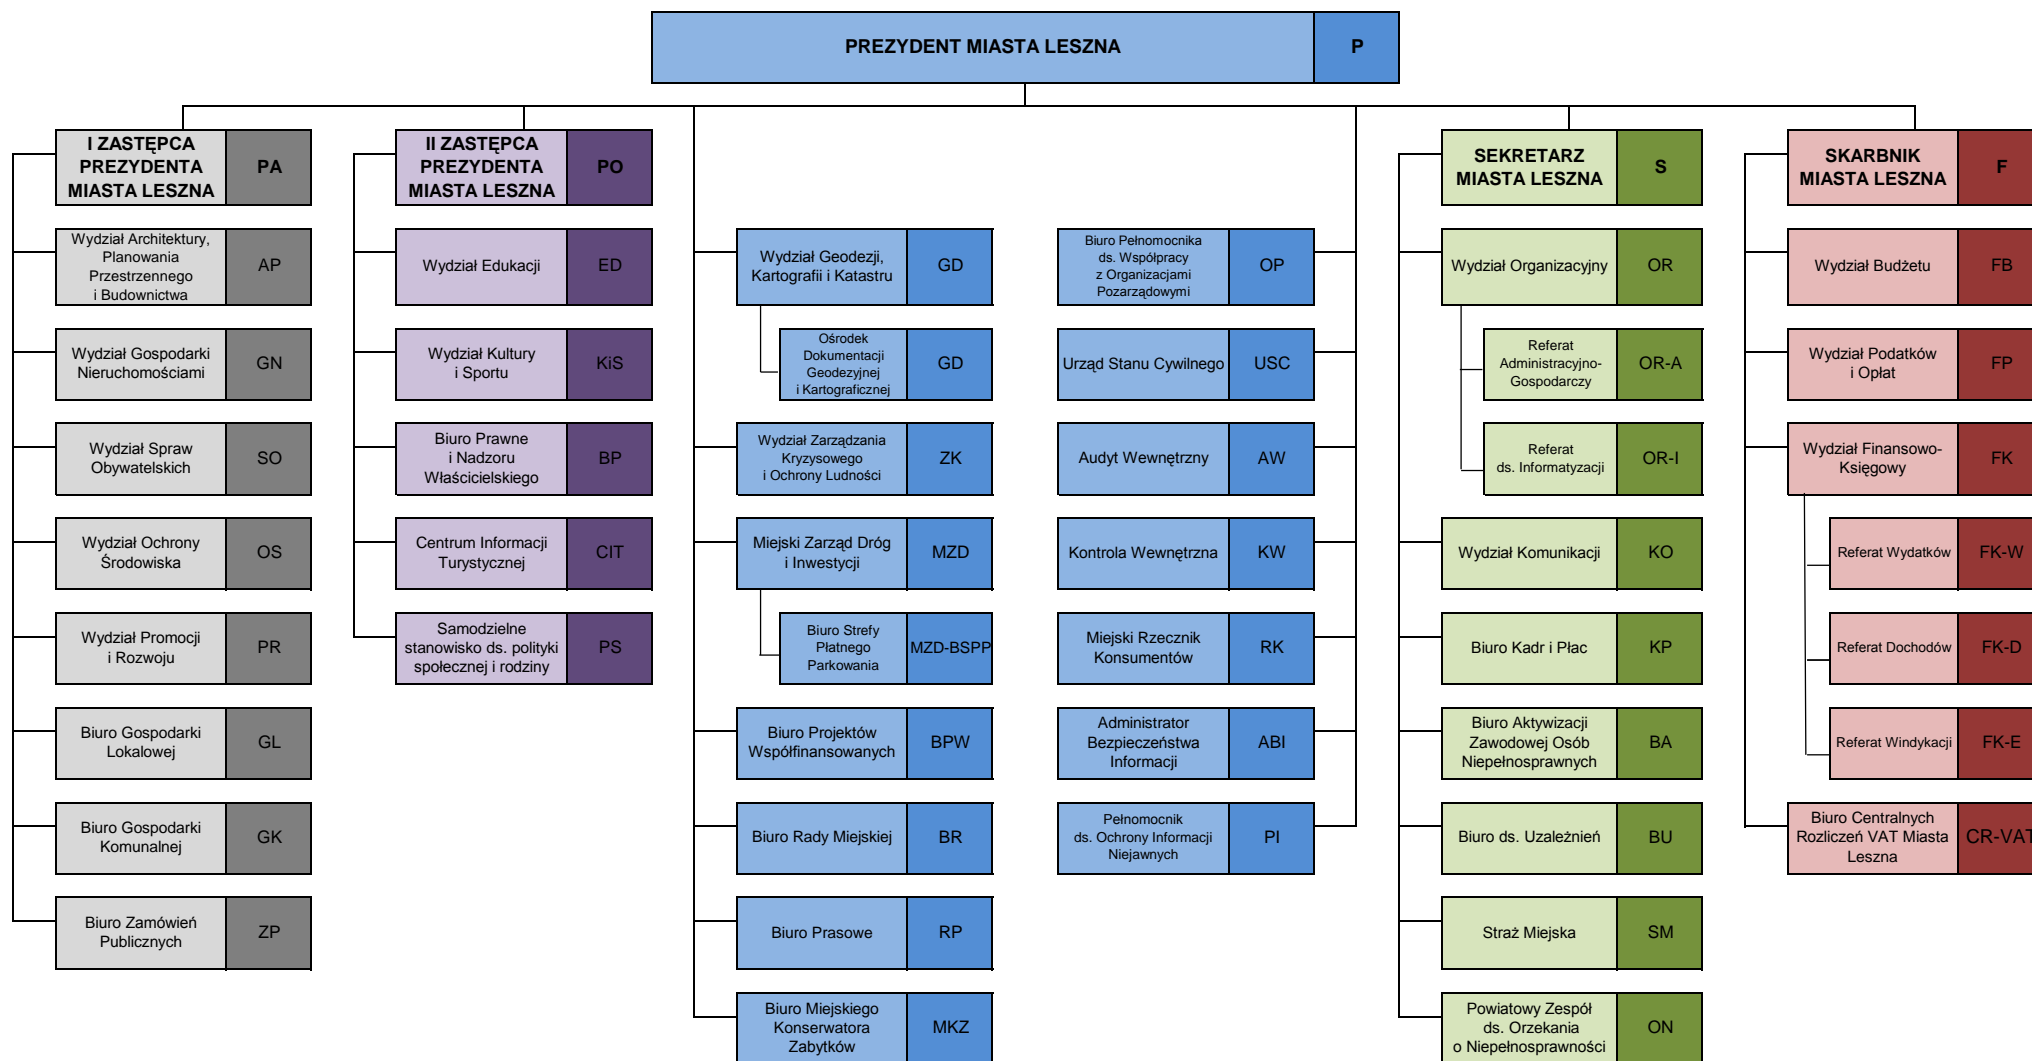 PREZYDENT MIASTA LESZNA
P
I ZASTĘPCA
PREZYDENTA
MIASTA LESZNA
PA
Wydział Architektury,
Planowania
Przestrzennego
i Budownictwa
AP
Wydział Gospodarki
Nieruchomościami
GN
Wydział Spraw
Obywatelskich
SO
Wydział Ochrony
Środowiska
OS
Wydział Promocji
i Rozwoju
PR
Biuro Gospodarki
Lokalowej
GL
Biuro Gospodarki
Komunalnej
GK
Biuro Zamówień
Publicznych
ZP
II ZASTĘPCA
PREZYDENTA
MIASTA LESZNA
PO
Wydział Edukacji
ED
Wydział Kultury
i Sportu
KiS
Biuro Prawne
i Nadzoru
Właścicielskiego
BP
Centrum Informacji
Turystycznej
CIT
Samodzielne
stanowisko ds. polityki
społecznej i rodziny
PS
Wydział Geodezji,
Kartografii i Katastru
GD
Ośrodek
Dokumentacji
Geodezyjnej
i Kartograficznej
GD
Wydział Zarządzania
Kryzysowego
i Ochrony Ludności
ZK
Miejski Zarząd Dróg
i Inwestycji
MZD
Biuro Strefy
Płatnego
Parkowania
MZD-BSPP
Biuro Projektów
Współfinansowanych
BPW
Biuro Rady Miejskiej
BR
Biuro Prasowe
RP
Biuro Miejskiego
Konserwatora
Zabytków
MKZ
Biuro Pełnomocnika
ds. Współpracy
z Organizacjami
Pozarządowymi
OP
Urząd Stanu Cywilnego
USC
Audyt Wewnętrzny
AW
Kontrola Wewnętrzna
KW
Miejski Rzecznik
Konsumentów
RK
Administrator
Bezpieczeństwa
Informacji
ABI
Pełnomocnik
ds. Ochrony Informacji
Niejawnych
PI
SEKRETARZ
MIASTA LESZNA
S
Wydział Organizacyjny
OR
Referat
Administracyjno-
Gospodarczy
OR-A
Referat
ds. Informatyzacji
OR-I
Wydział Komunikacji
KO
Biuro Kadr i Płac
KP
Biuro Aktywizacji
Zawodowej Osób
Niepełnosprawnych
BA
Biuro ds. Uzależnień
BU
Straż Miejska
SM
Powiatowy Zespół
ds. Orzekania
o Niepełnosprawności
ON
SKARBNIK
MIASTA LESZNA
F
Wydział Budżetu
FB
Wydział Podatków
i Opłat
FP
Wydział Finansowo-
Księgowy
FK
Referat Wydatków
FK-W
Referat Dochodów
FK-D
Referat Windykacji
FK-E
Biuro Centralnych
Rozliczeń VAT Miasta
Leszna
CR-VAT